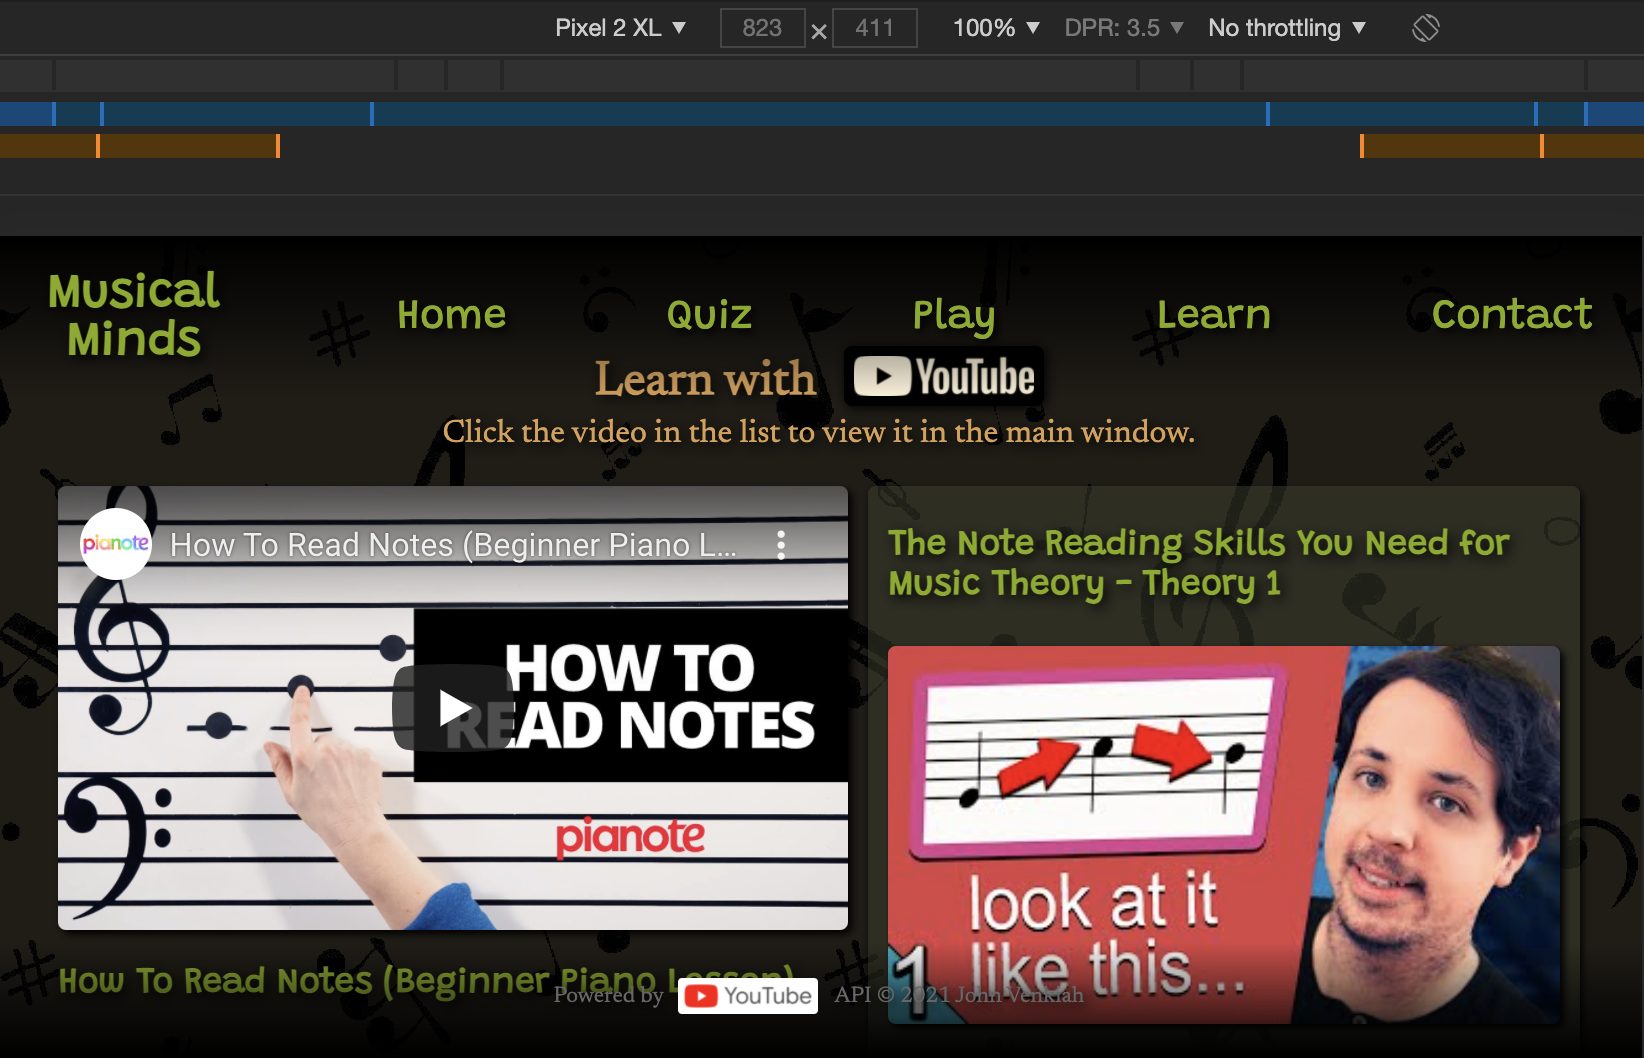 Pixel 2 XL ▼ 823 × 411 100% ▼ DPR: 3.5 ▼ No throttling ▼
Musical
Minds
Home Quiz Play Learn Contact
Learn with YouTube
Click the video in the list to view it in the main window.
pianote How To Read Notes (Beginner Piano L...
HOW TO
READ NOTES
pianote
How To Read Notes (Beginner Piano Lesson)
The Note Reading Skills You Need for
Music Theory - Theory 1
look at it
1 like this...
Powered by YouTube API © 2021 John Venkiah